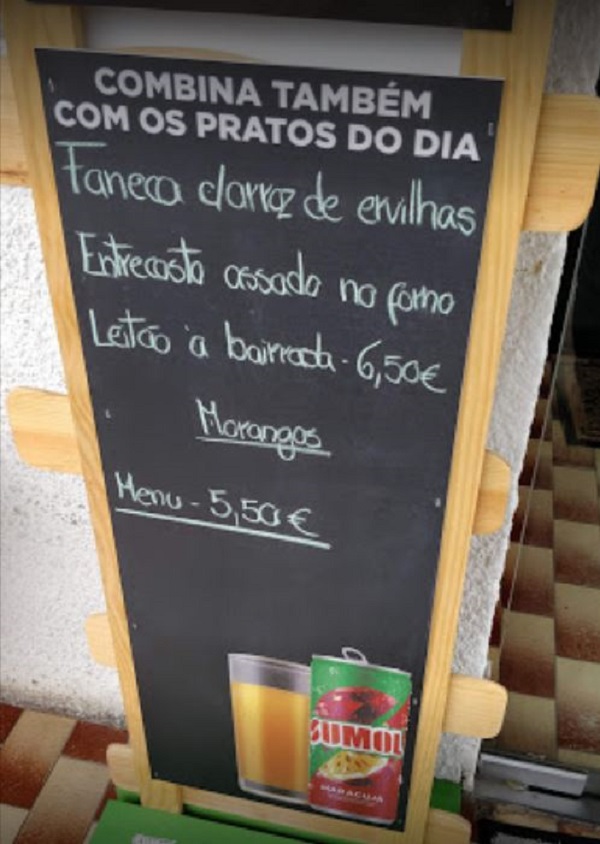 COMBINA TAMBÉM
COM OS PRATOS DO DIA
Faneca c/arroz de ervilhas
Entrecosto assado no forno
Leitão à bairrada - 6,50€
Morangos
Menu - 5,50€
SUMOL
MARACUJÁ